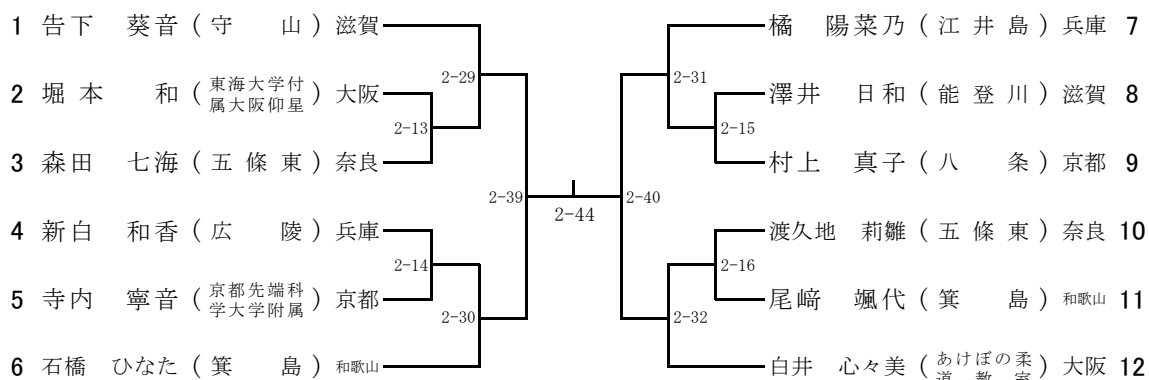 1 告下 葵音 (守 山) 滋賀
2 堀本 和 (東海大学付属大阪仰星) 大阪
3 森田 七海 (五條東) 奈良
4 新白 和香 (広 陵) 兵庫
5 寺内 寧音 (京都先端科学大学附属) 京都
6 石橋 ひなた (箕 島) 和歌山
2-29
2-13
2-39
2-14
2-30
2-44
2-31
2-15
2-40
2-16
2-32
橘 陽菜乃 (江井島) 兵庫 7
澤井 日和 (能登川) 滋賀 8
村上 真子 (八 条) 京都 9
渡久地 莉雛 (五條東) 奈良 10
尾﨑 颯代 (箕 島) 和歌山 11
白井 心々美 (あけぼの柔道教室) 大阪 12